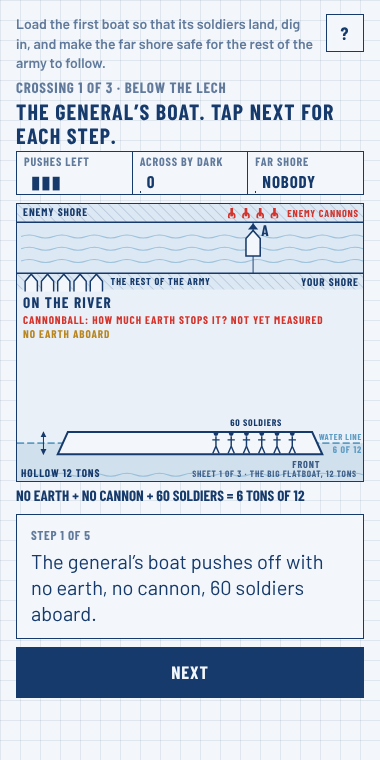 Load the first boat so that its soldiers land, dig
in, and make the far shore safe for the rest of the
army to follow.
?
CROSSING 1 OF 3 · BELOW THE LECH
THE GENERAL'S BOAT. TAP NEXT FOR
EACH STEP.
PUSHES LEFT
ACROSS BY DARK
0
FAR SHORE
NOBODY
ENEMY SHORE
ENEMY CANNONS
A
THE REST OF THE ARMY
YOUR SHORE
ON THE RIVER
CANNONBALL: HOW MUCH EARTH STOPS IT? NOT YET MEASURED
NO EARTH ABOARD
60 SOLDIERS
WATER LINE
6 OF 12
FRONT
HOLLOW 12 TONS
SHEET 1 OF 3 · THE BIG FLATBOAT, 12 TONS
NO EARTH + NO CANNON + 60 SOLDIERS = 6 TONS OF 12
STEP 1 OF 5
The general's boat pushes off with
no earth, no cannon, 60 soldiers
aboard.
NEXT